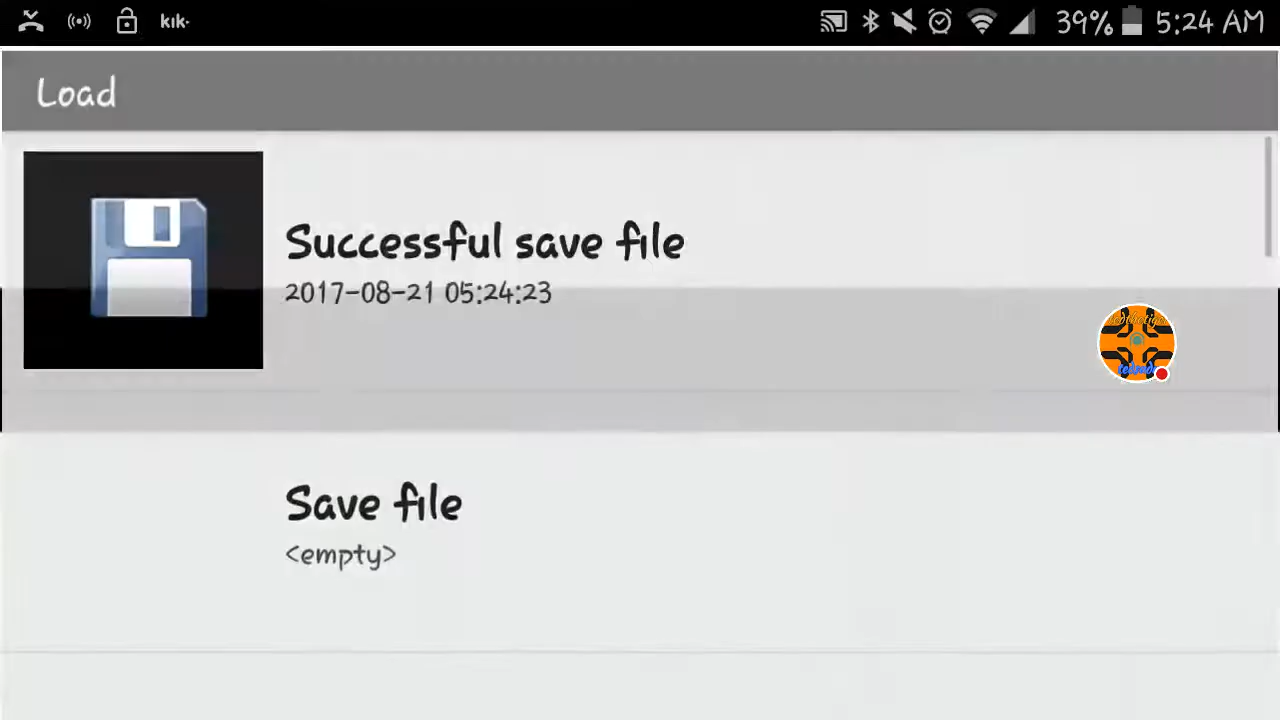 kik·
39% 5:24 AM
Load
Successful save file
2017-08-21 05:24:23
Save file
<empty>